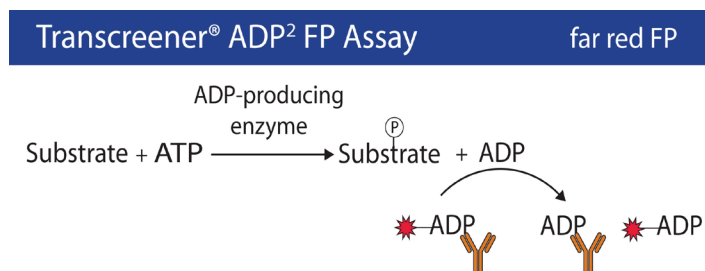 Transcreener® ADP² FP Assay far red FP
ADP-producing
enzyme
P
Substrate + ATP Substrate + ADP
ADP ADP ADP